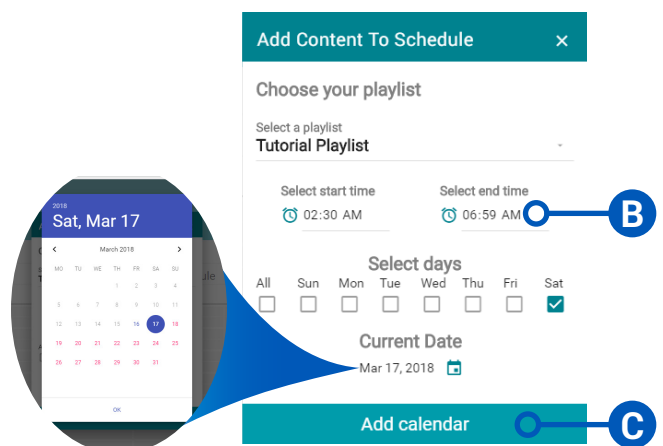 Add Content To Schedule ×
Choose your playlist
Select a playlist
Tutorial Playlist
Select start time Select end time
02:30 AM 06:59 AM
B
Select days
All Sun Mon Tue Wed Thu Fri Sat
Current Date
Mar 17, 2018
Add calendar
C
2018
Sat, Mar 17
March 2018
MO TU WE TH FR SA SU
1 2 3 4
5 6 7 8 9 10 11
12 13 14 15 16 17 18
19 20 21 22 23 24 25
26 27 28 29 30 31
OK